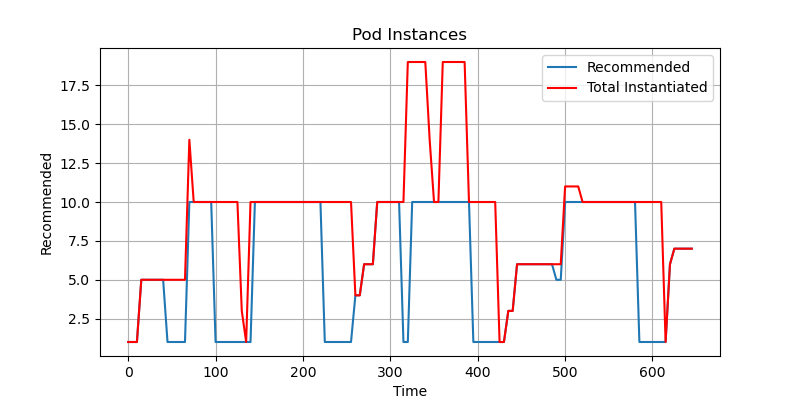 Pod Instances
Recommended
Total Instantiated
Recommended
17.5
15.0
12.5
10.0
7.5
5.0
2.5
0 100 200 300 400 500 600
Time